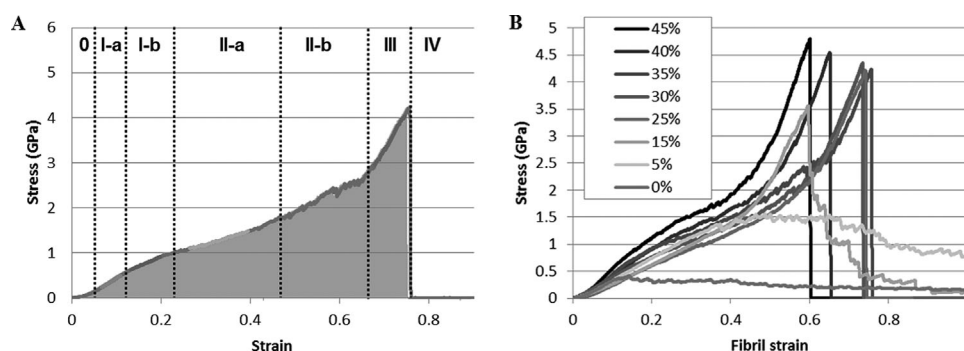 A
0 I-a I-b II-a II-b III IV
6
5
4
3
2
1
0
Stress (GPa)
0 0.2 0.4 0.6 0.8
Strain
B
5
4.5
4
3.5
3
2.5
2
1.5
1
0.5
0
Stress (GPa)
45%
40%
35%
30%
25%
15%
5%
0%
0 0.2 0.4 0.6 0.8
Fibril strain